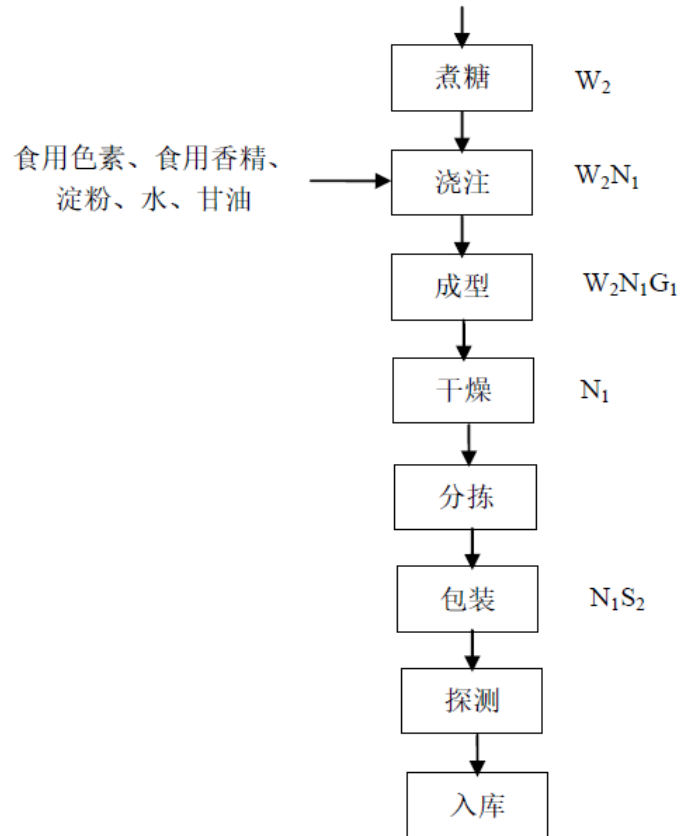 煮糖
W₂
食用色素、食用香精、
淀粉、水、甘油
浇注
W₂N₁
成型
W₂N₁G₁
干燥
N₁
分拣
包装
N₁S₂
探测
入库